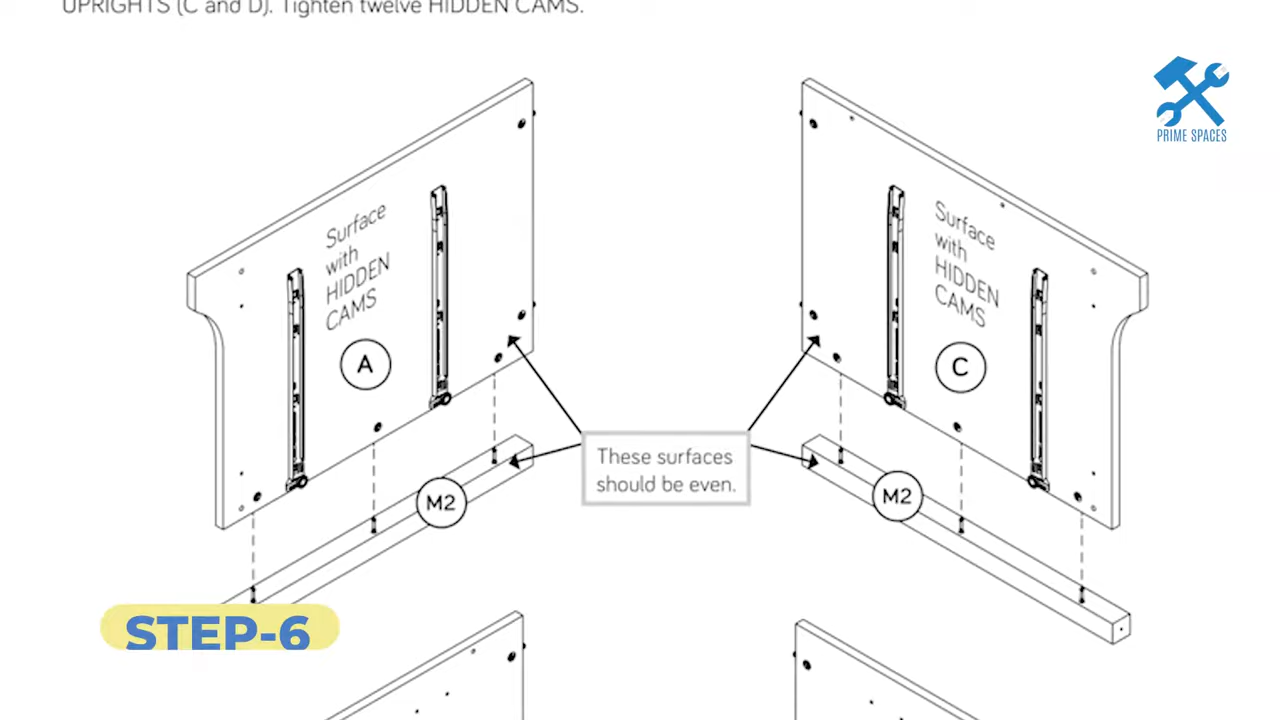 UPRIGHTS (C and D). Tighten twelve HIDDEN CAMS.
PRIME SPACES
Surface
with
HIDDEN
CAMS
A
Surface
with
HIDDEN
CAMS
C
These surfaces
should be even.
M2
M2
STEP-6